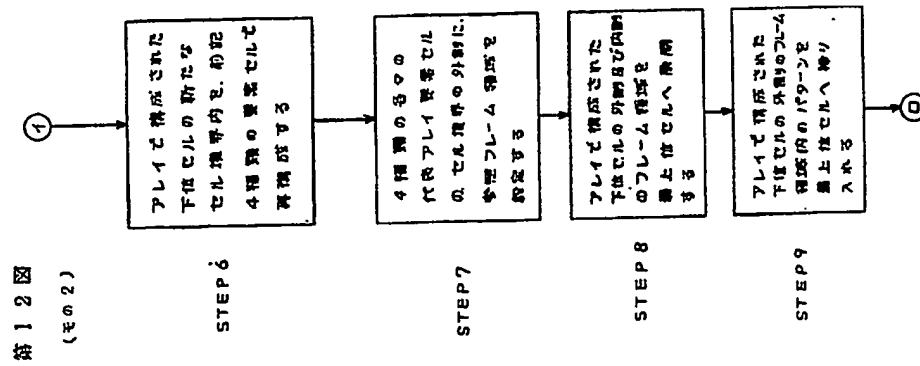 第12図
(その2)
イ
STEP6
アレイで構成された
下位セルの新たな
セル境界内を、前記
4種類の要素セルで
再構成する
STEP7
4種類の各々の
代表アレイ要素セル
のセル境界の外側に、
参照フレーム領域を
設定する
STEP8
アレイで構成された
下位セルの外側及び内側
のフレーム領域を
最上位セルへ展開
する
STEP9
アレイで構成された
下位セルの外側のフレーム
領域内のパターンを
最上位セルへ
入れる
ロ